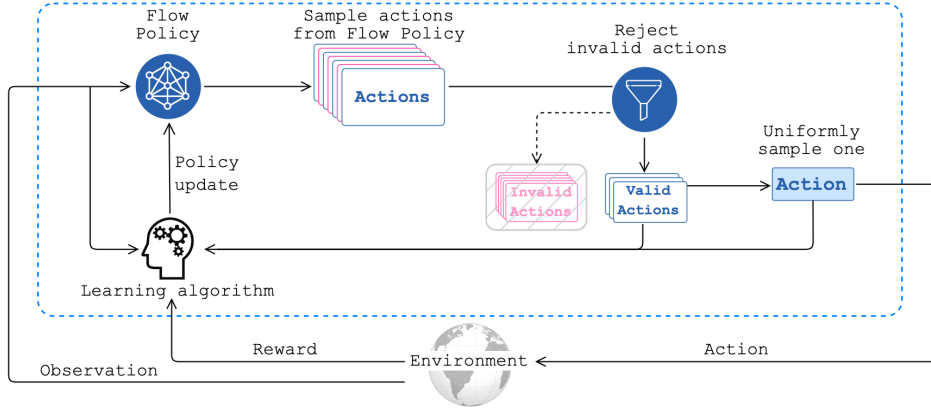 Flow
Policy
Sample actions
from Flow Policy
Reject
invalid actions
Actions
Uniformly
sample one
Policy
update
Invalid
Actions
Valid
Actions
Action
Learning algorithm
Reward
Environment
Action
Observation